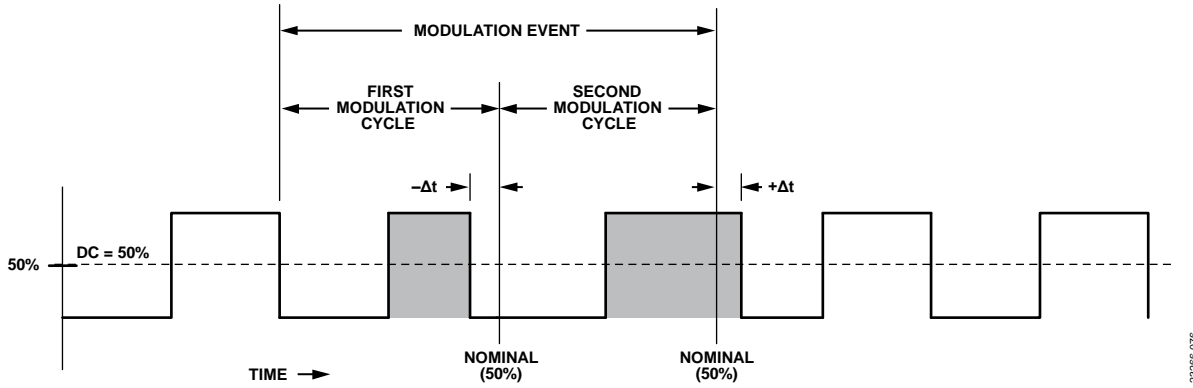 MODULATION EVENT
FIRST
MODULATION
CYCLE
SECOND
MODULATION
CYCLE
–Δt
+Δt
50%
DC = 50%
NOMINAL
(50%)
NOMINAL
(50%)
TIME